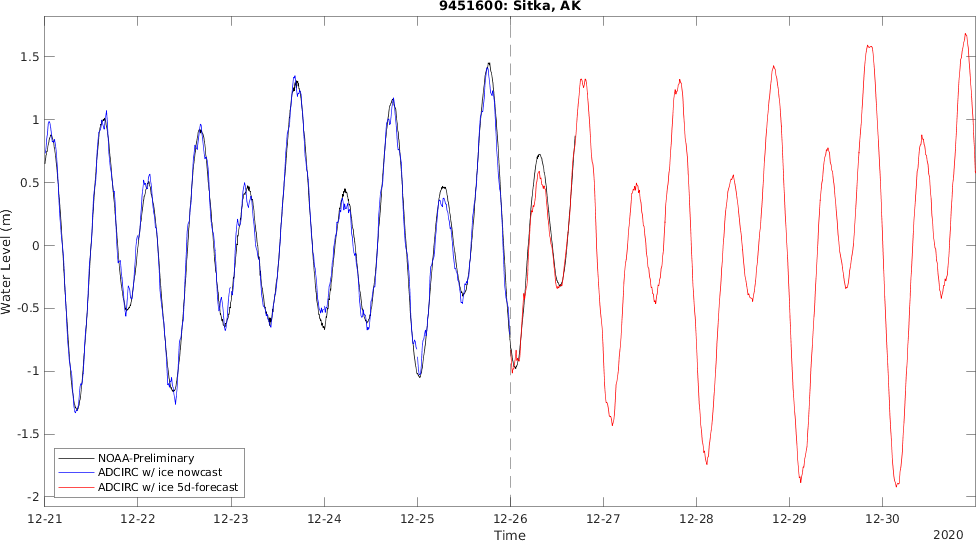 9451600: Sitka, AK
1.5
1
0.5
0
-0.5
-1
-1.5
-2
Water Level (m)
NOAA-Preliminary
ADCIRC w/ ice nowcast
ADCIRC w/ ice 5d-forecast
12-21 12-22 12-23 12-24 12-25 12-26 12-27 12-28 12-29 12-30
Time
2020